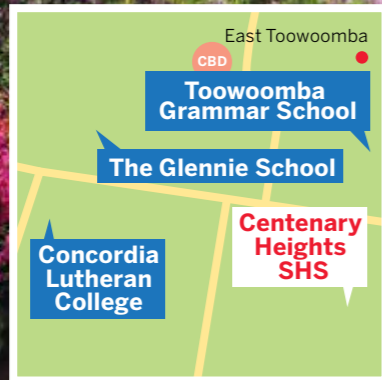 East Toowoomba
CBD
Toowoomba
Grammar School
The Glennie School
Centenary
Heights
SHS
Concordia
Lutheran
College